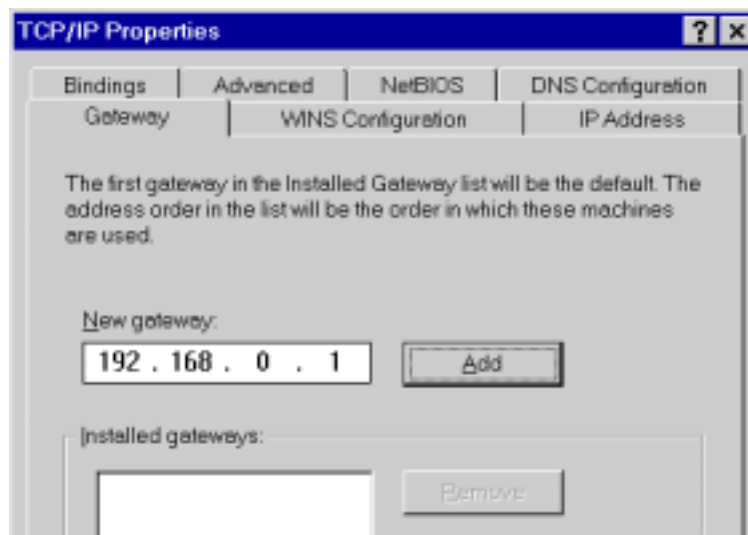 TCP/IP Properties
? ×
Bindings Advanced NetBIOS DNS Configuration
Gateway WINS Configuration IP Address
The first gateway in the Installed Gateway list will be the default. The
address order in the list will be the order in which these machines
are used.
New gateway:
192 . 168 . 0 . 1 Add
Installed gateways:
Remove